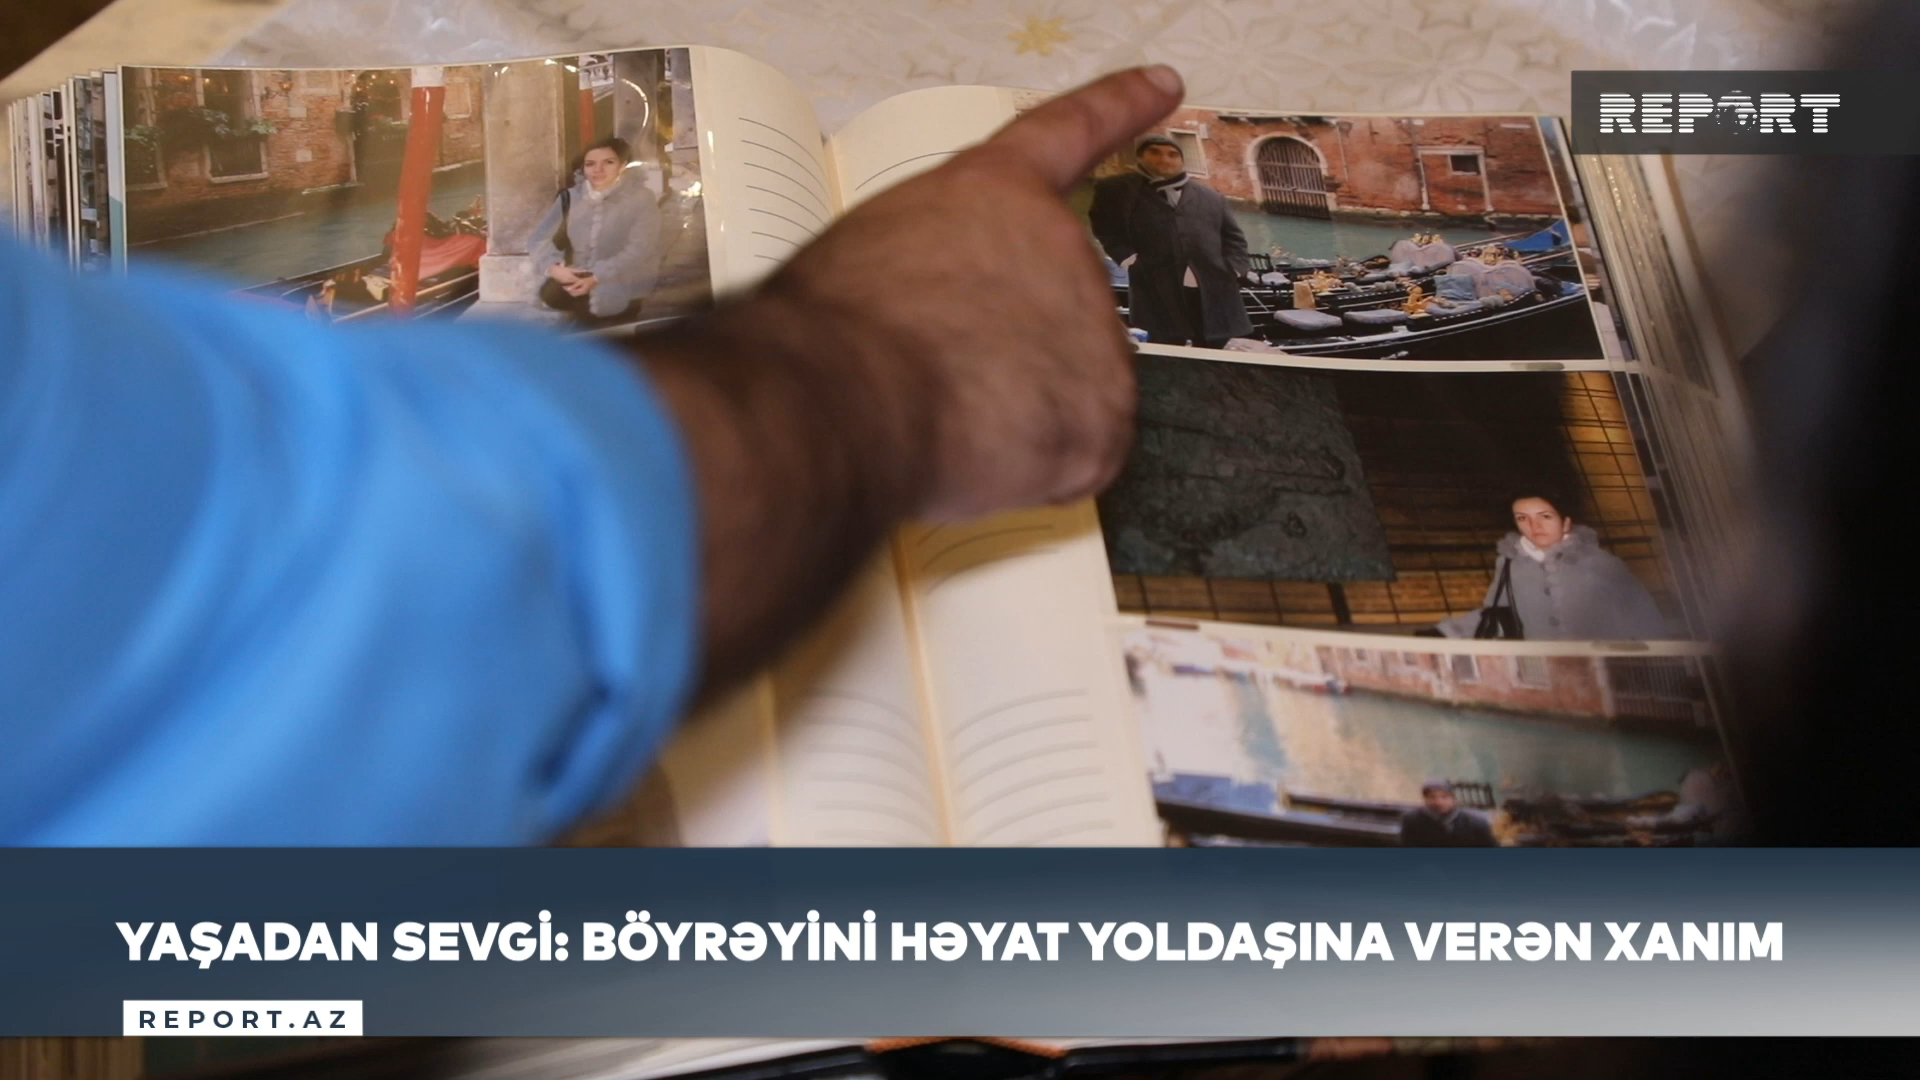 REPORT
YAŞADAN SEVGİ: BÖYRƏYİNİ HƏYAT YOLDAŞINA VERƏN XANIM
REPORT.AZ